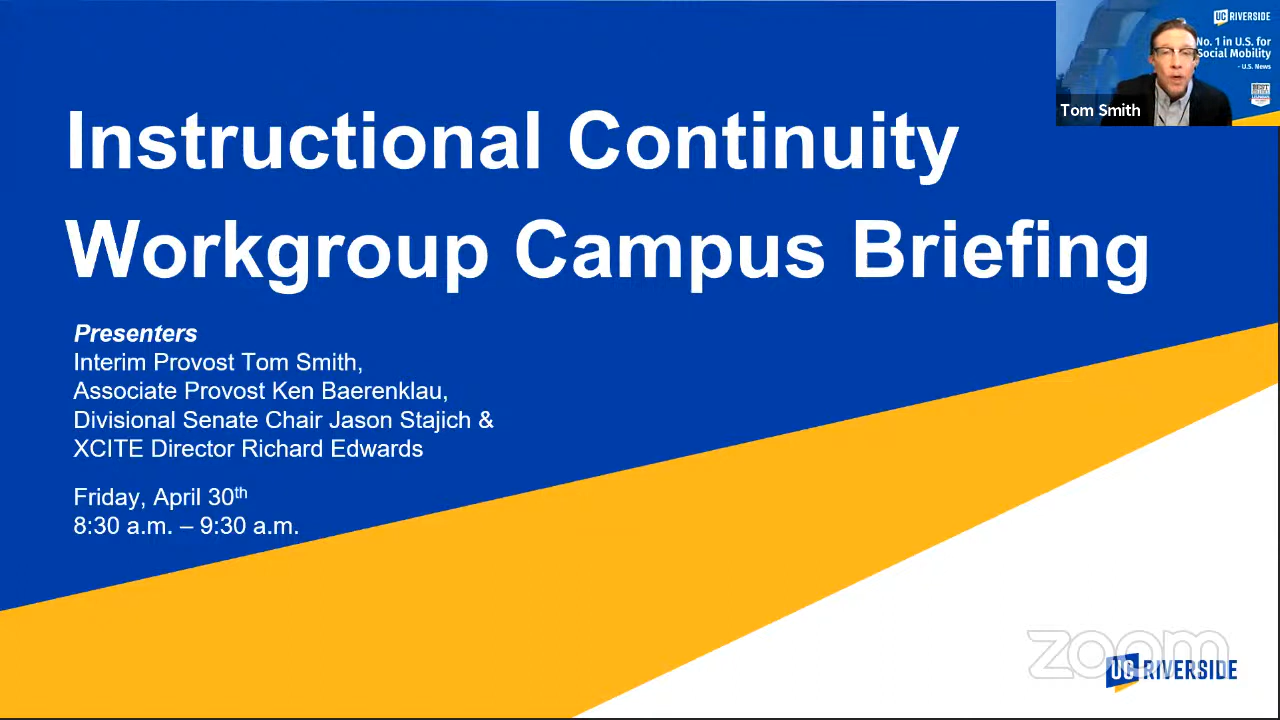 Instructional Continuity
Workgroup Campus Briefing
Presenters
Interim Provost Tom Smith,
Associate Provost Ken Baerenklau,
Divisional Senate Chair Jason Stajich &
XCITE Director Richard Edwards
Friday, April 30th
8:30 a.m. – 9:30 a.m.
UC RIVERSIDE
No. 1 in U.S. for
Social Mobility
- U.S. News
Tom Smith
zoom
UC RIVERSIDE